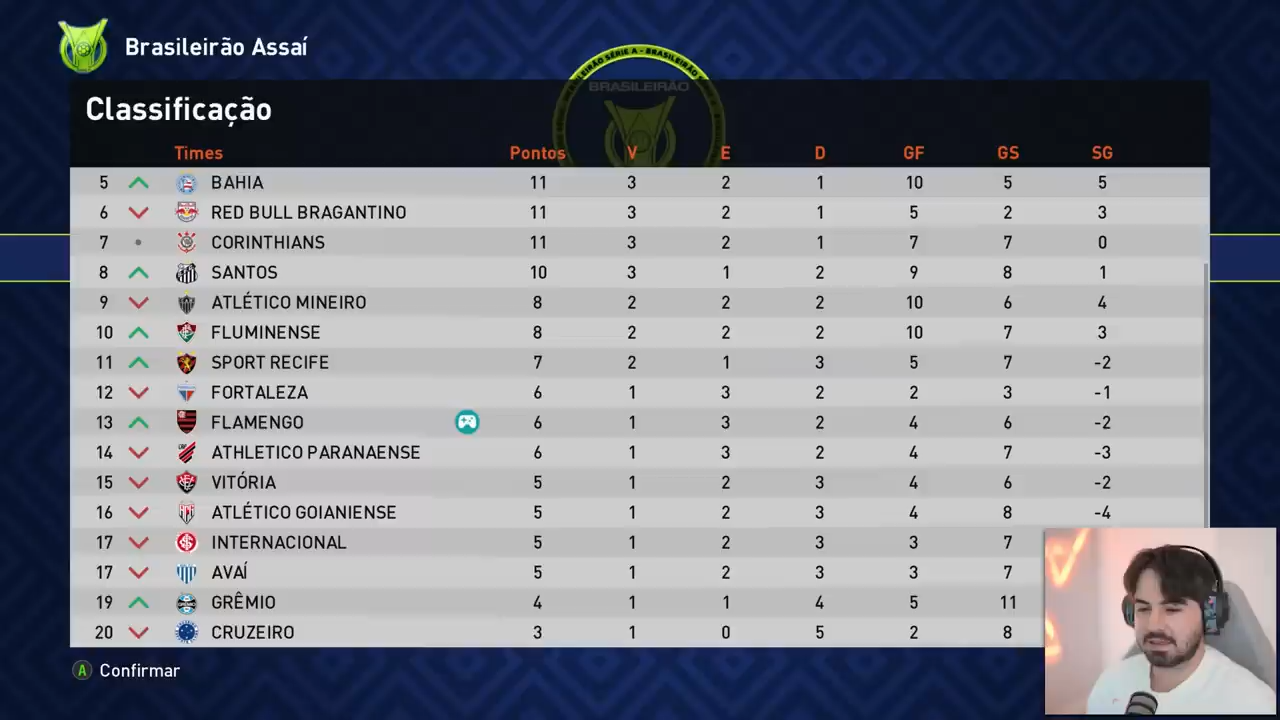 Brasileirão Assaí
BRASILEIRÃO SÉRIE A - BRASILEIRÃO
BRASILEIRÃO
Classificação
Times Pontos V E D GF GS SG
5 BAHIA 11 3 2 1 10 5 5
6 RED BULL BRAGANTINO 11 3 2 1 5 2 3
7 CORINTHIANS 11 3 2 1 7 7 0
8 SANTOS 10 3 1 2 9 8 1
9 ATLÉTICO MINEIRO 8 2 2 2 10 6 4
10 FLUMINENSE 8 2 2 2 10 7 3
11 SPORT RECIFE 7 2 1 3 5 7 -2
12 FORTALEZA 6 1 3 2 2 3 -1
13 FLAMENGO 6 1 3 2 4 6 -2
14 ATHLETICO PARANAENSE 6 1 3 2 4 7 -3
15 VITÓRIA 5 1 2 3 4 6 -2
16 ATLÉTICO GOIANIENSE 5 1 2 3 4 8 -4
17 INTERNACIONAL 5 1 2 3 3 7
17 AVAÍ 5 1 2 3 3 7
19 GRÊMIO 4 1 1 4 5 11
20 CRUZEIRO 3 1 0 5 2 8
A Confirmar